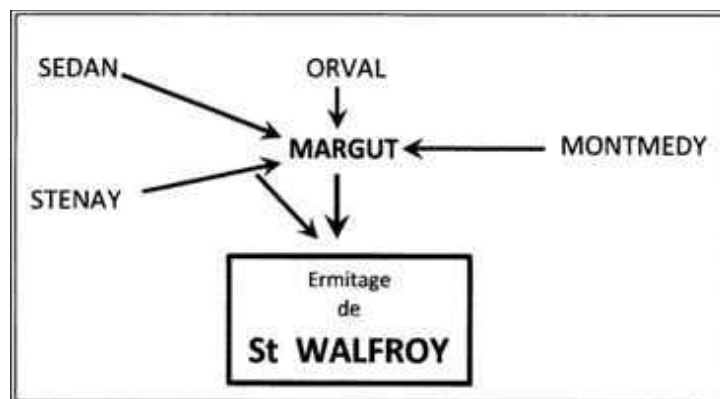 SEDAN
ORVAL
MARGUT
MONTMEDY
STENAY
Ermitage
de
St WALFROY